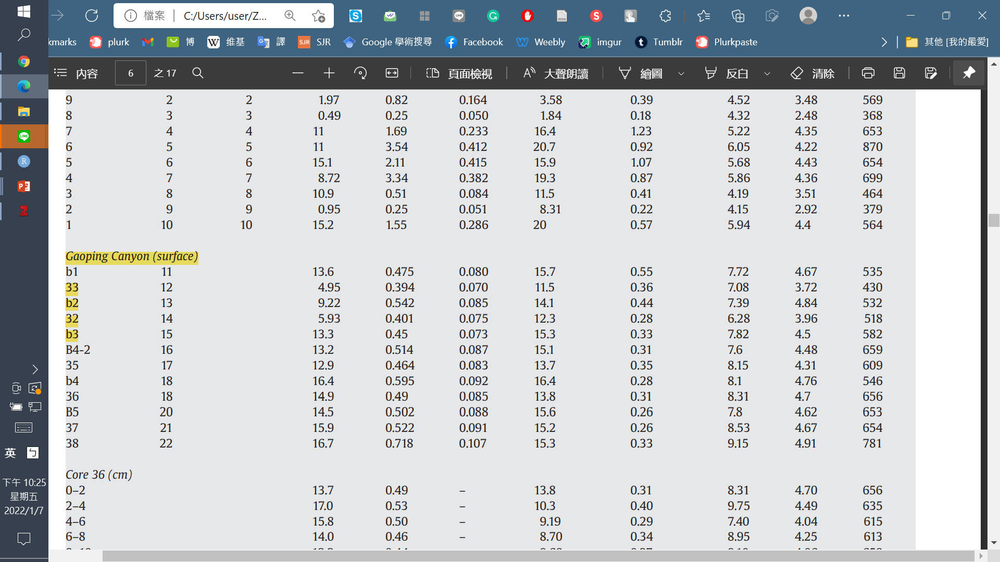 檔案 C:/Users/user/Z...
kmarks plurk 博 維基 譯 SJR Google 學術搜尋 Facebook Weebly imgur Tumblr Plurkpaste 其他 [我的最愛]
內容 6 之 17 頁面檢視 大聲朗讀 繪圖 反白 清除
9 2 2 1.97 0.82 0.164 3.58 0.39 4.52 3.48 569
8 3 3 0.49 0.25 0.050 1.84 0.18 4.32 2.48 368
7 4 4 11 1.69 0.233 16.4 1.23 5.22 4.35 653
6 5 5 11 3.54 0.412 20.7 0.92 6.05 4.22 870
5 6 6 15.1 2.11 0.415 15.9 1.07 5.68 4.43 654
4 7 7 8.72 3.34 0.382 19.3 0.87 5.86 4.36 699
3 8 8 10.9 0.51 0.084 11.5 0.41 4.19 3.51 464
2 9 9 0.95 0.25 0.051 8.31 0.22 4.15 2.92 379
1 10 10 15.2 1.55 0.286 20 0.57 5.94 4.4 564
Gaoping Canyon (surface)
b1 11 13.6 0.475 0.080 15.7 0.55 7.72 4.67 535
33 12 4.95 0.394 0.070 11.5 0.36 7.08 3.72 430
b2 13 9.22 0.542 0.085 14.1 0.44 7.39 4.84 532
32 14 5.93 0.401 0.075 12.3 0.28 6.28 3.96 518
b3 15 13.3 0.45 0.073 15.3 0.33 7.82 4.5 582
B4-2 16 13.2 0.514 0.087 15.1 0.31 7.6 4.48 659
35 17 12.9 0.464 0.083 13.7 0.35 8.15 4.31 609
b4 18 16.4 0.595 0.092 16.4 0.28 8.1 4.76 546
36 18 14.9 0.49 0.085 13.8 0.31 8.31 4.7 656
B5 20 14.5 0.502 0.088 15.6 0.26 7.8 4.62 653
37 21 15.9 0.522 0.091 15.2 0.26 8.53 4.67 654
38 22 16.7 0.718 0.107 15.3 0.33 9.15 4.91 781
Core 36 (cm)
0–2 13.7 0.49 – 13.8 0.31 8.31 4.70 656
2–4 17.0 0.53 – 10.3 0.40 9.75 4.49 635
4–6 15.8 0.50 – 9.19 0.29 7.40 4.04 615
6–8 14.0 0.46 – 8.70 0.34 8.95 4.25 613
英 ㄅ
下午 10:25
星期五
2022/1/7